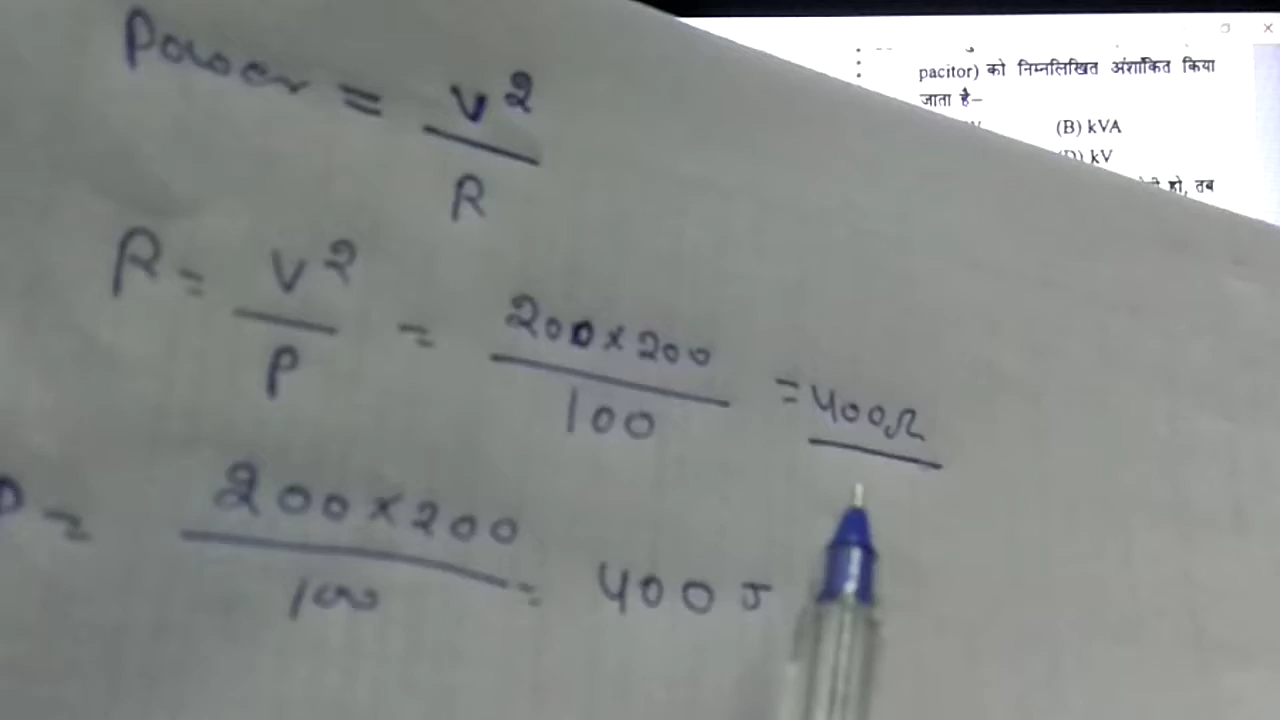 Power = V²/R
R = V²/P = 200×200/100 = 400Ω
200×200/100 = 400 J
pacitor) को निम्नलिखित अंशांकित किया
जाता है–
(B) kVA
(D) kV
हो, तब